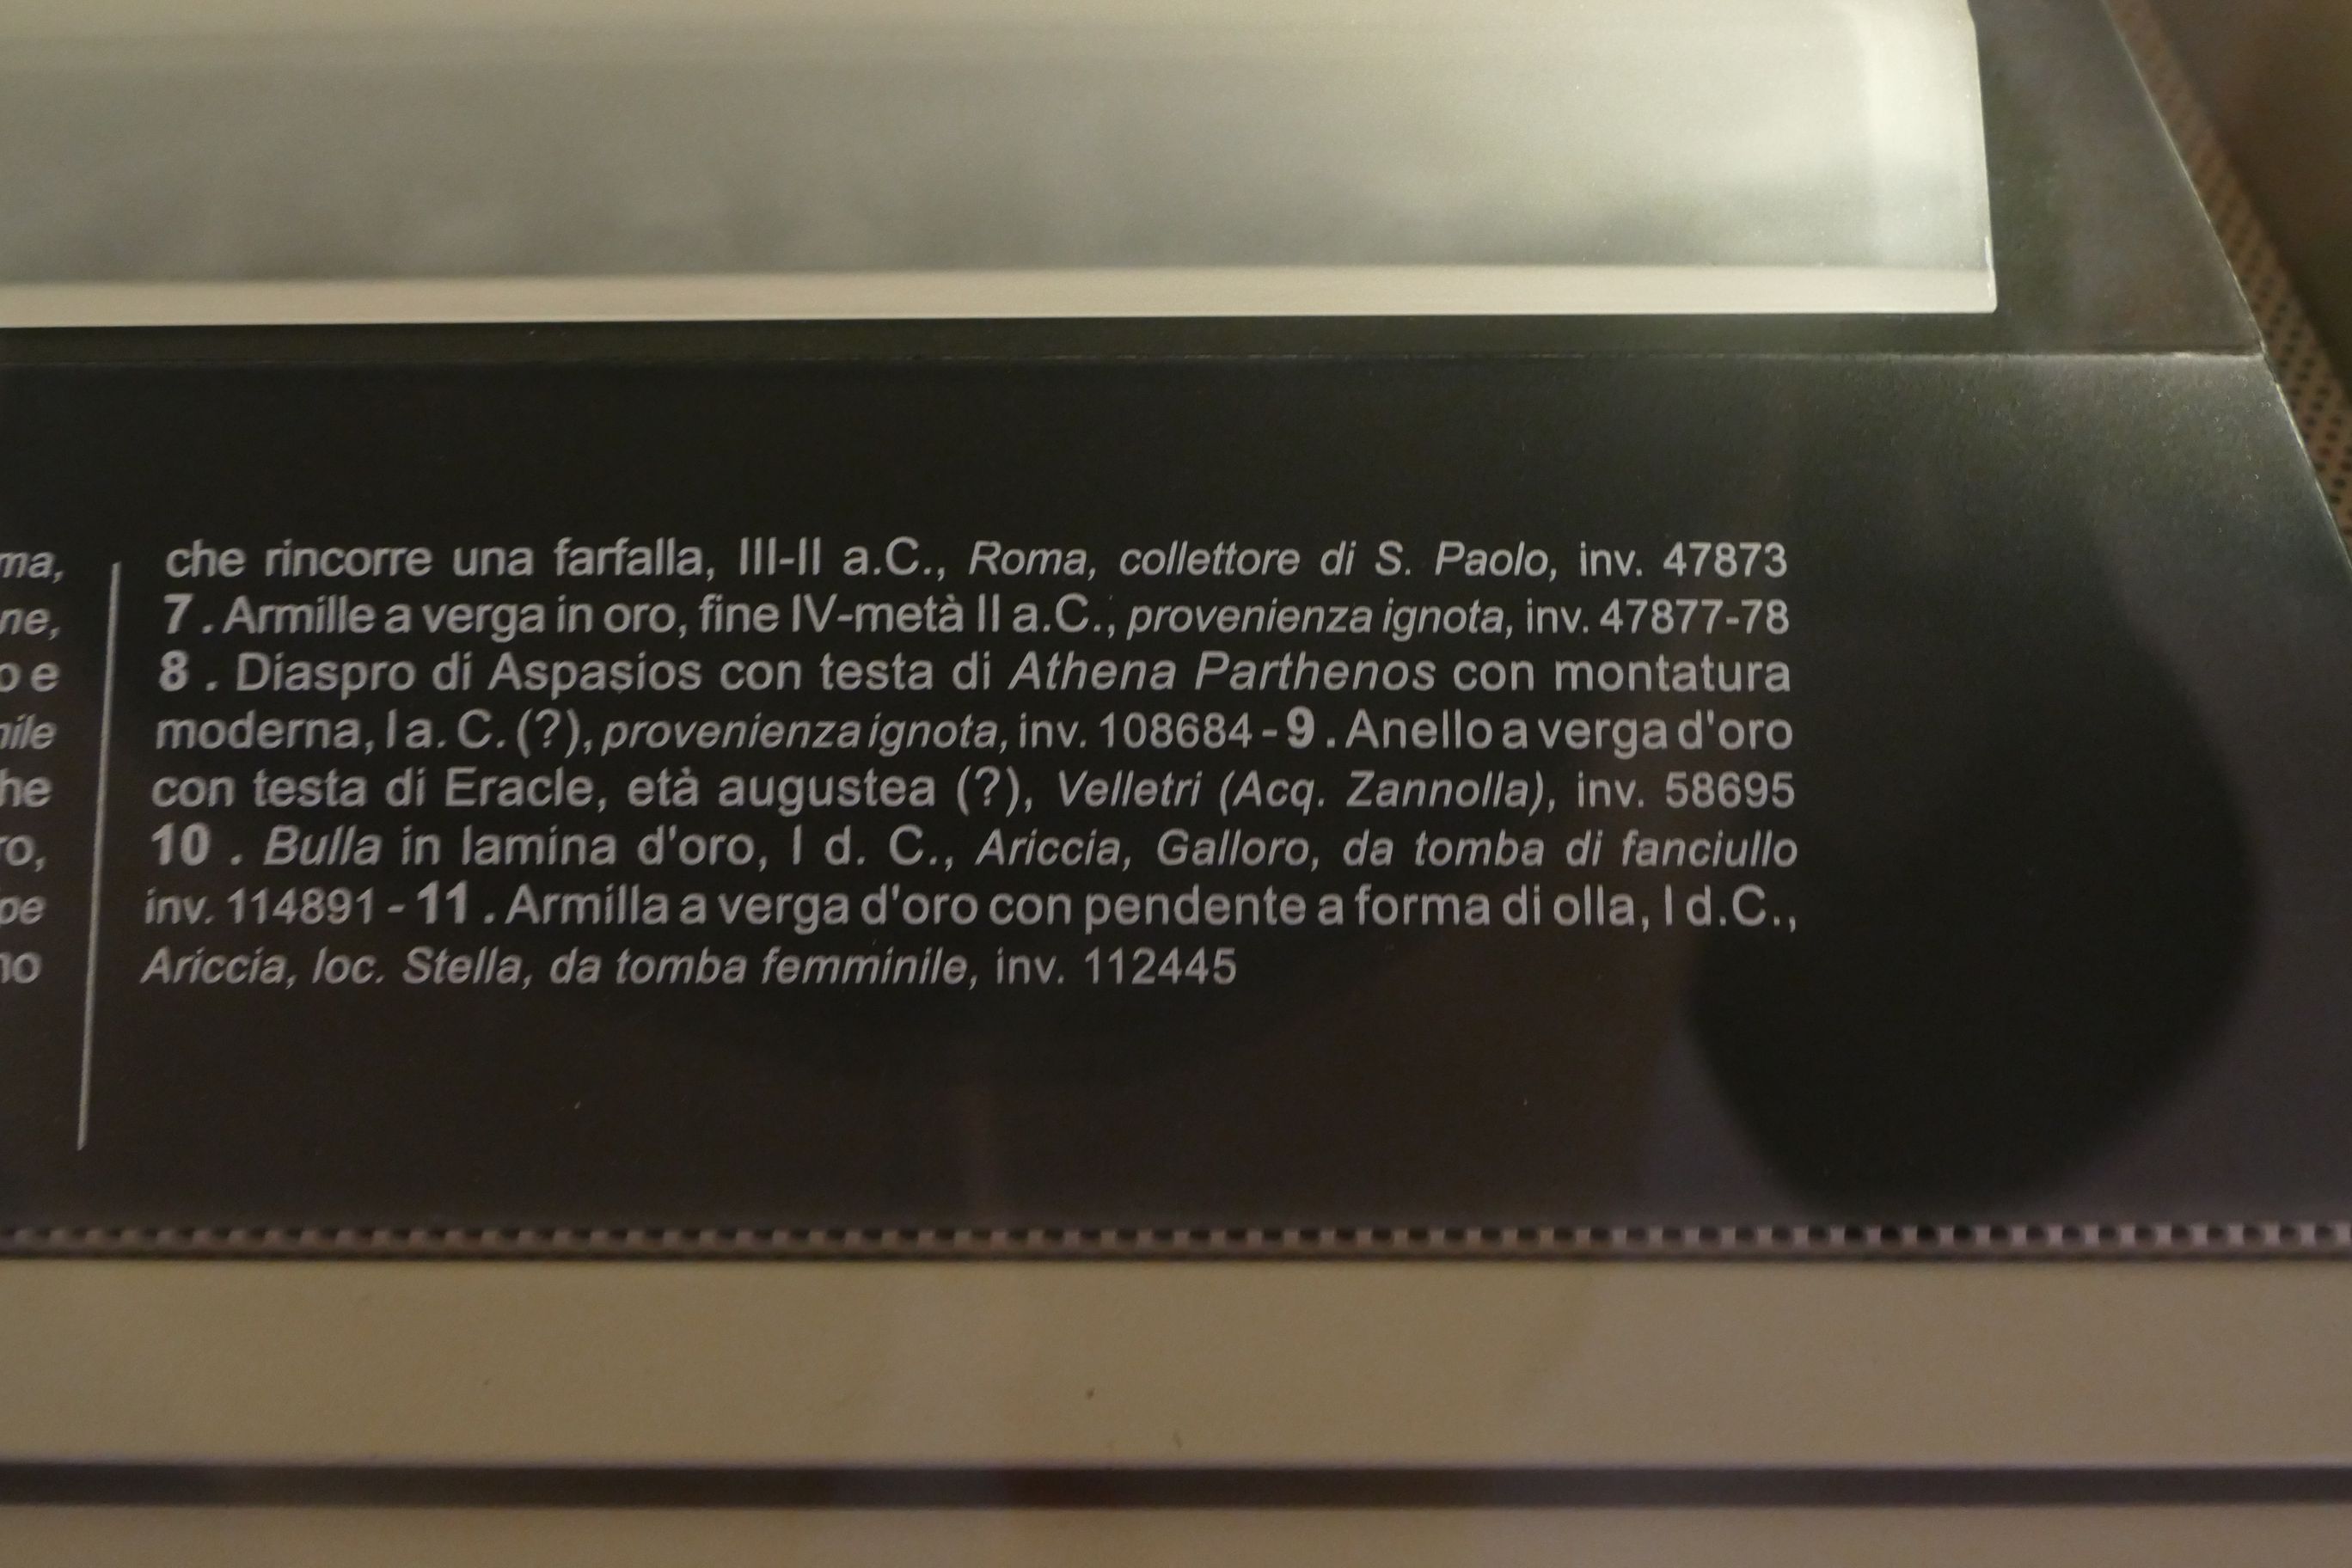 che rincorre una farfalla, III-II a.C., Roma, collettore di S. Paolo, inv. 47873
7 . Armille a verga in oro, fine IV-metà II a.C., provenienza ignota, inv. 47877-78
8 . Diaspro di Aspasios con testa di Athena Parthenos con montatura
moderna, I a. C. (?), provenienza ignota, inv. 108684 - 9 . Anello a verga d'oro
con testa di Eracle, età augustea (?), Velletri (Acq. Zannolla), inv. 58695
10 . Bulla in lamina d'oro, I d. C., Ariccia, Galloro, da tomba di fanciullo
inv. 114891 - 11 . Armilla a verga d'oro con pendente a forma di olla, I d.C.,
Ariccia, loc. Stella, da tomba femminile, inv. 112445